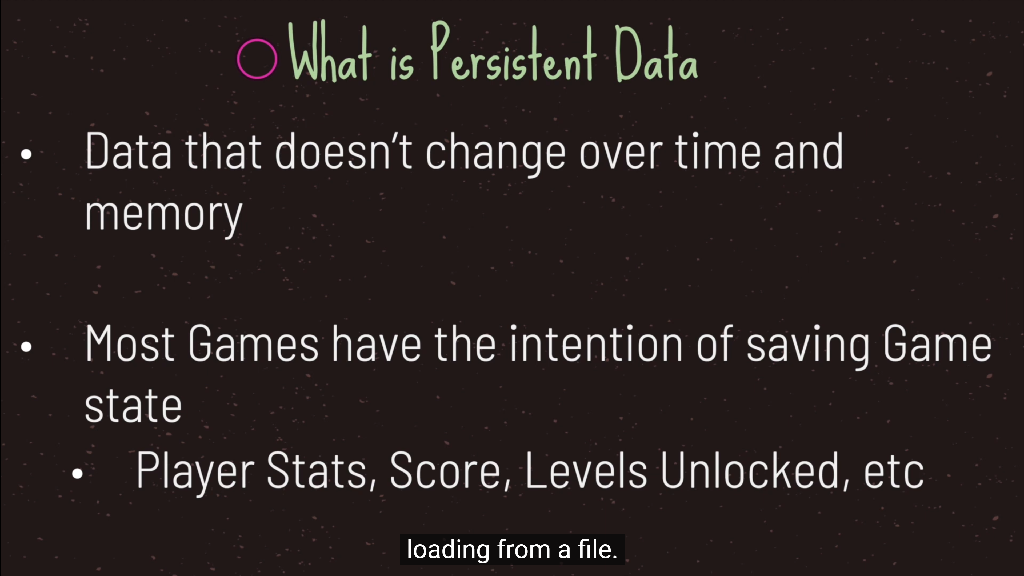 What is Persistent Data
• Data that doesn’t change over time and
memory
• Most Games have the intention of saving Game
state
• Player Stats, Score, Levels Unlocked, etc
loading from a file.